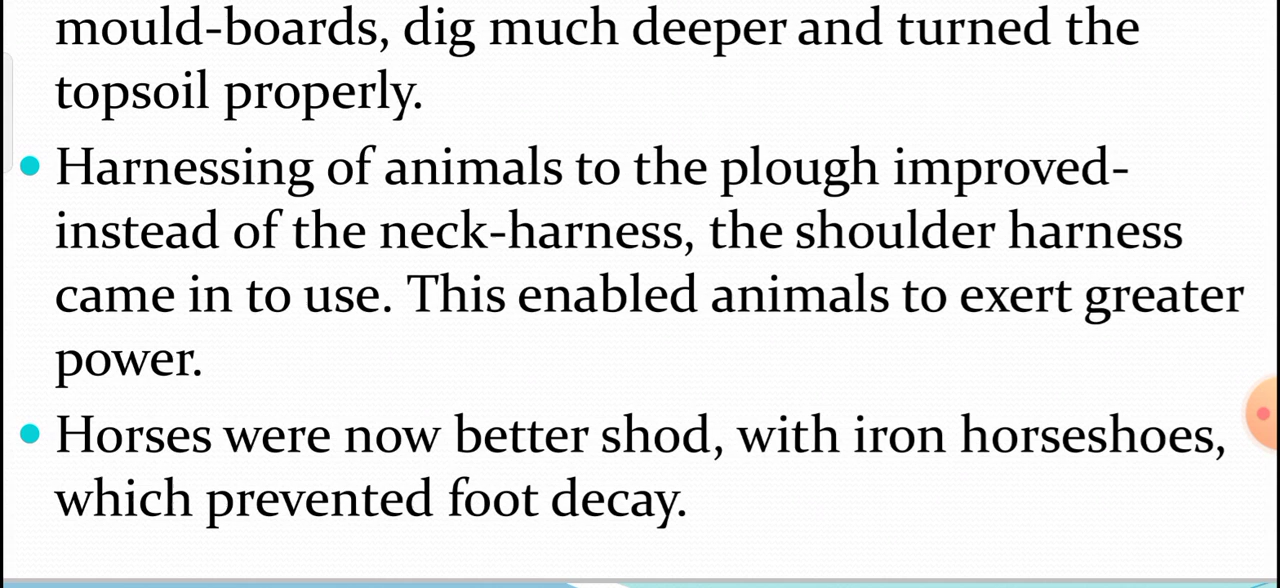 mould-boards, dig much deeper and turned the
topsoil properly.
• Harnessing of animals to the plough improved-
instead of the neck-harness, the shoulder harness
came in to use. This enabled animals to exert greater
power.
• Horses were now better shod, with iron horseshoes,
which prevented foot decay.